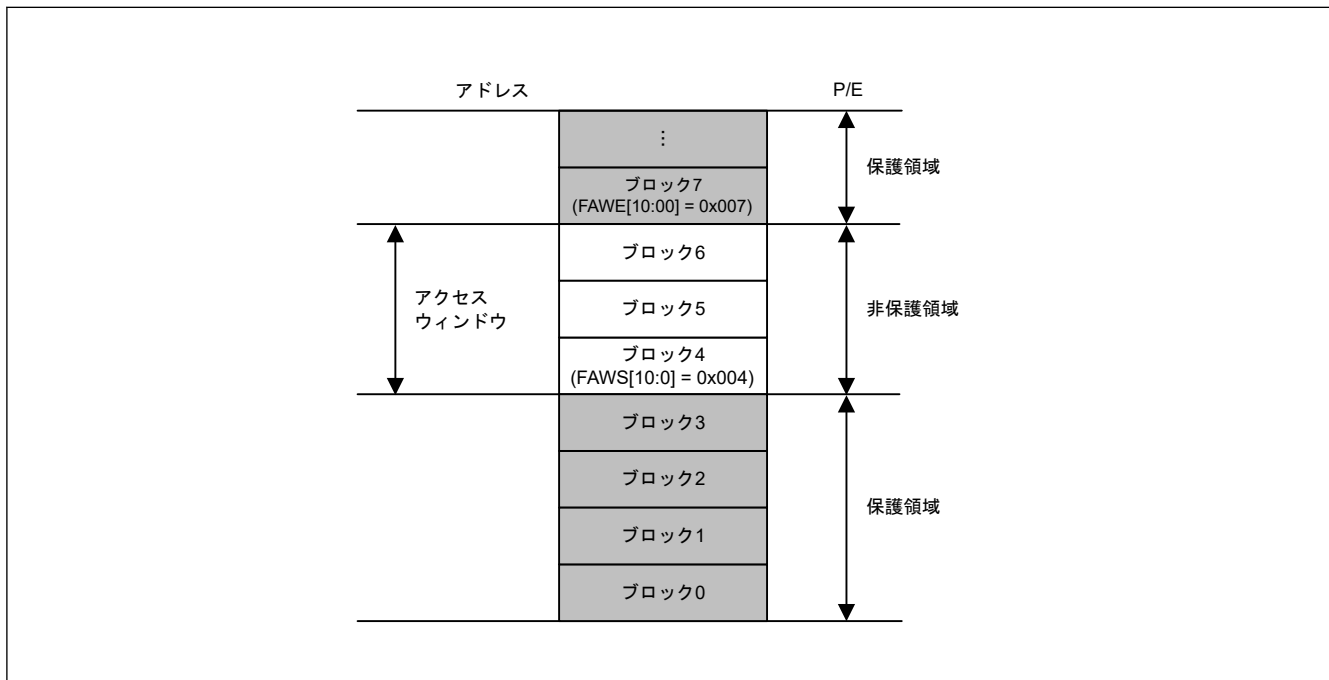 アドレス
P/E
⋮
保護領域
ブロック7
(FAWE[10:00] = 0x007)
ブロック6
アクセス
ウィンドウ
ブロック5
非保護領域
ブロック4
(FAWS[10:0] = 0x004)
ブロック3
ブロック2
保護領域
ブロック1
ブロック0